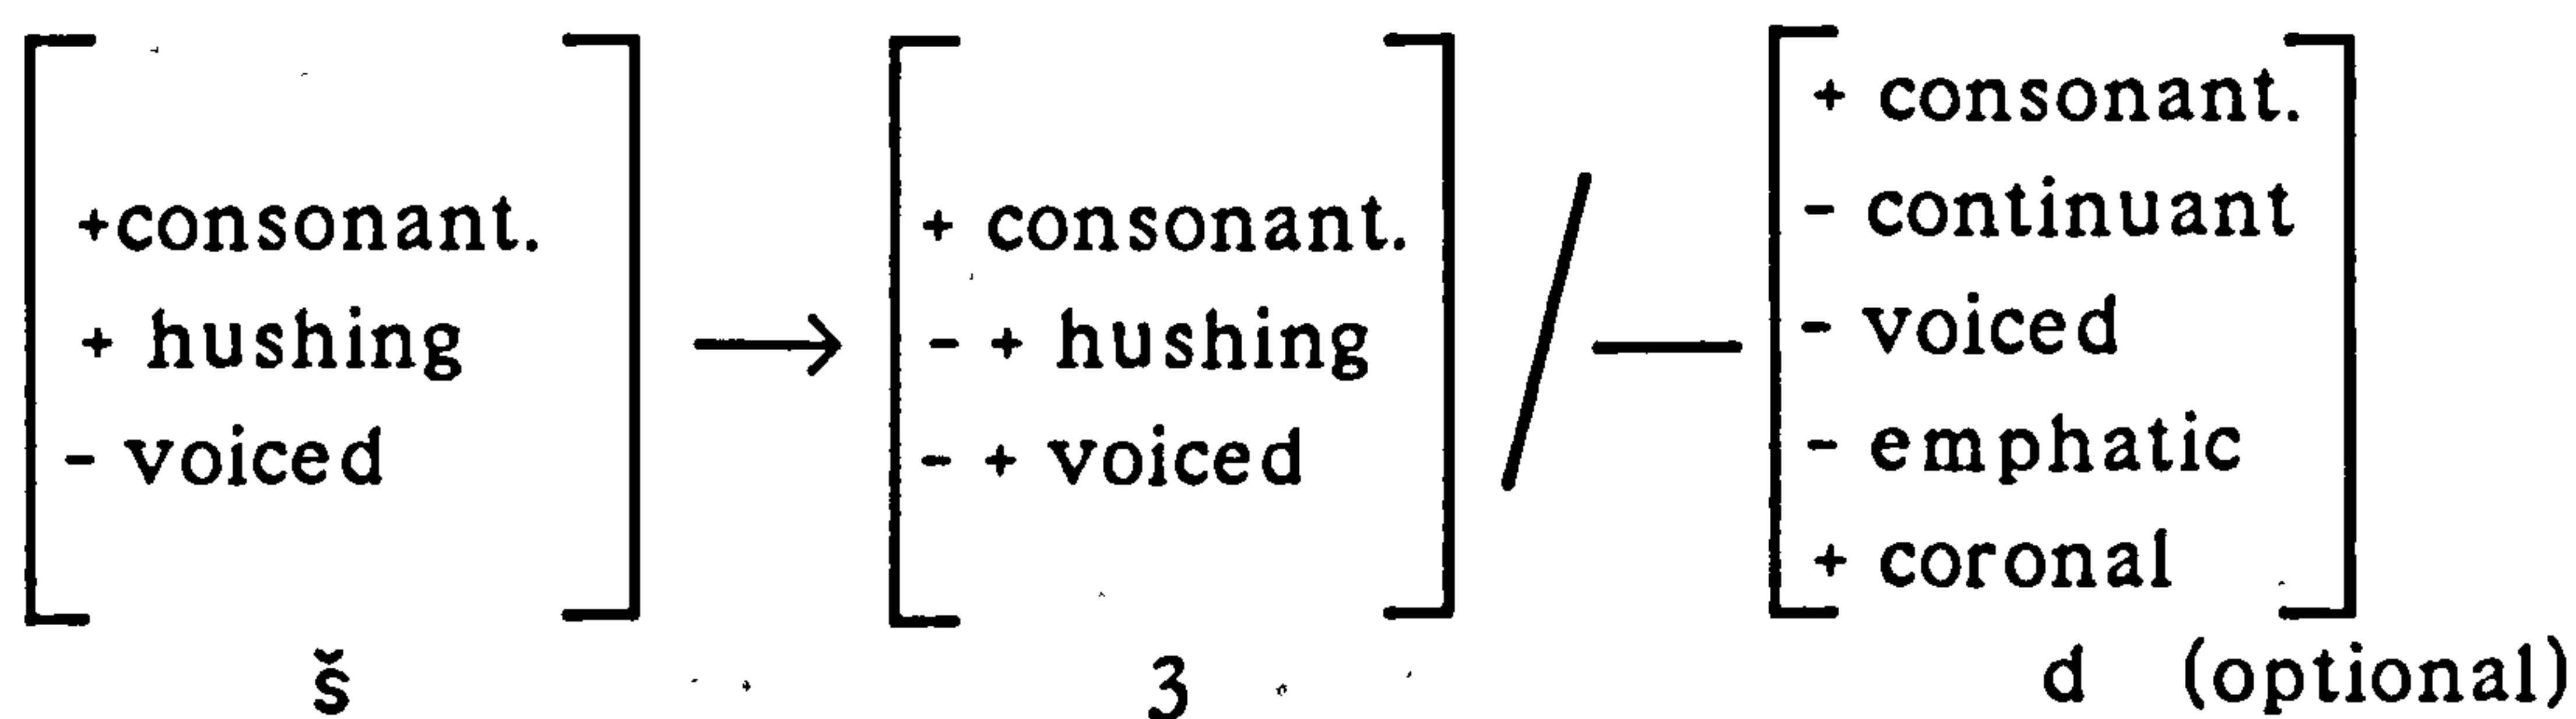 +consonant.
+ hushing
- voiced
š
→
+ consonant.
- + hushing
- + voiced
3
/
—
+ consonant.
- continuant
- voiced
- emphatic
+ coronal
d (optional)